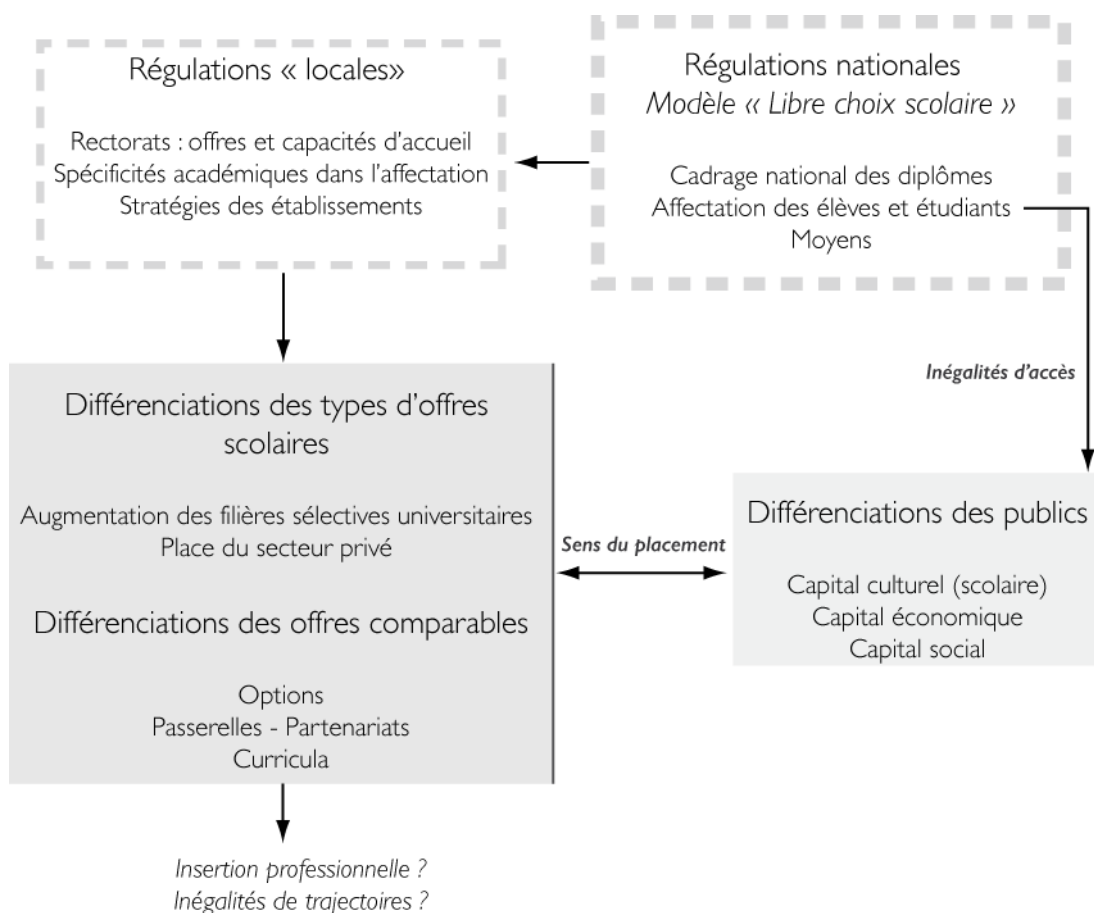 Régulations « locales»
Rectorats : offres et capacités d'accueil
Spécificités académiques dans l'affectation
Stratégies des établissements
Régulations nationales
Modèle « Libre choix scolaire »
Cadrage national des diplômes
Affectation des élèves et étudiants
Moyens
Inégalités d'accès
Différenciations des types d'offres
scolaires
Augmentation des filières sélectives universitaires
Place du secteur privé
Différenciations des offres comparables
Options
Passerelles - Partenariats
Curricula
Sens du placement
Différenciations des publics
Capital culturel (scolaire)
Capital économique
Capital social
Insertion professionnelle ?
Inégalités de trajectoires ?